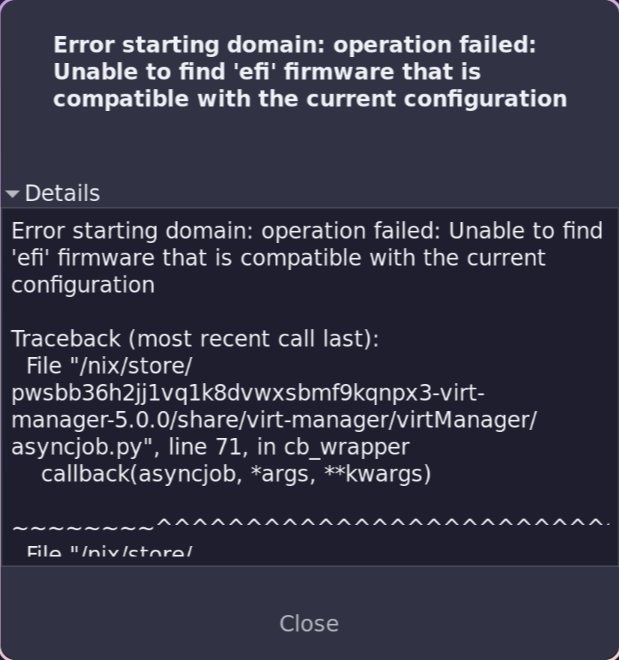 Error starting domain: operation failed:
Unable to find 'efi' firmware that is
compatible with the current configuration
Details
Error starting domain: operation failed: Unable to find
'efi' firmware that is compatible with the current
configuration
Traceback (most recent call last):
  File "/nix/store/
pwsbb36h2jj1vq1k8dvwxsbmf9kqnpx3-virt-
manager-5.0.0/share/virt-manager/virtManager/
asyncjob.py", line 71, in cb_wrapper
    callback(asyncjob, *args, **kwargs)
~~~~~~~~^^^^^^^^^^^^^^^^^^^^^^^^^
  File "/nix/store/
Close